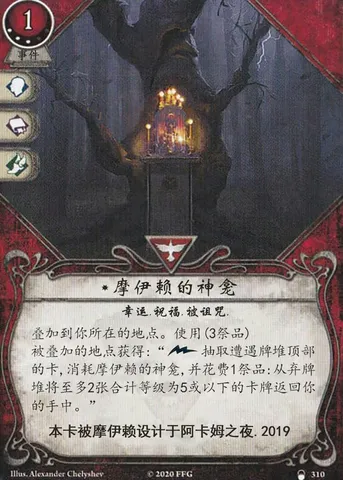 1
事件
*摩伊赖的神龛
幸运.祝福.被诅咒.
叠加到你所在的地点。使用(3祭品)
被叠加的地点获得：“ 抽取遭遇牌堆顶部
的卡,消耗摩伊赖的神龛,并花费1祭品:从弃牌
堆将至多2张合计等级为5或以下的卡牌返回你
的手中。”
本卡被摩伊赖设计于阿卡姆之夜.2019
Illus. Alexander Chelyshev
© 2020 FFG
310